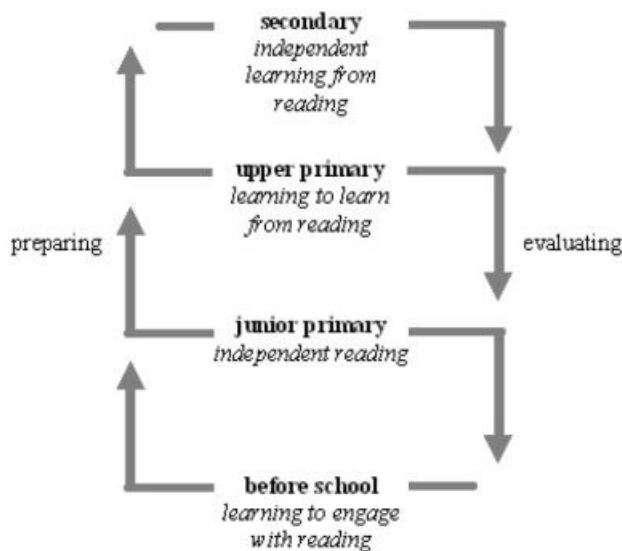 secondary
independent
learning from
reading
upper primary
learning to learn
from reading
preparing
evaluating
junior primary
independent reading
before school
learning to engage
with reading